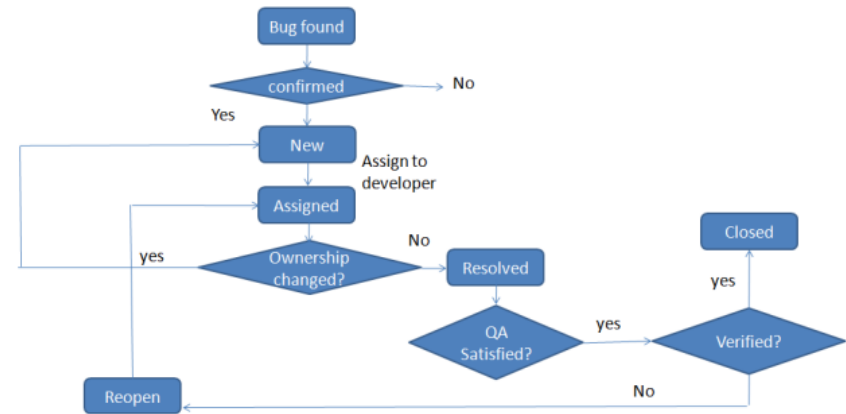 Bug found
confirmed
No
Yes
New
Assign to
developer
Assigned
Closed
No
yes
Ownership
changed?
Resolved
yes
QA
Satisfied?
yes
Verified?
Reopen
No